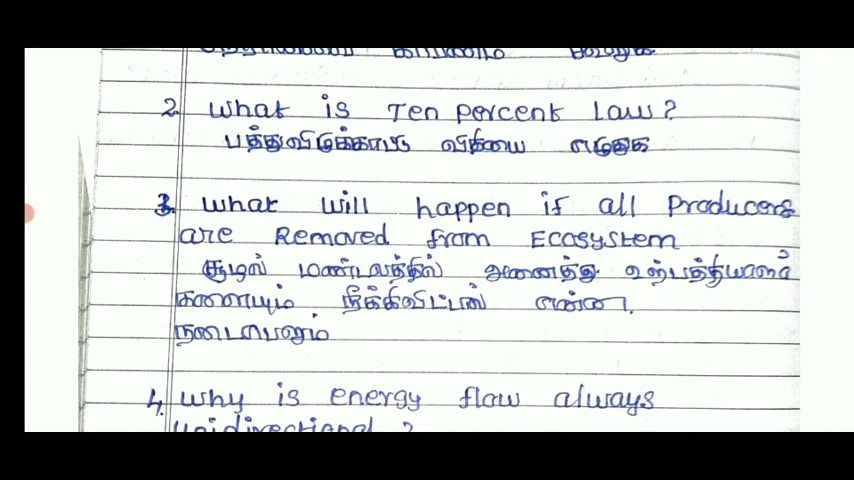 2. What is Ten percent Law?
பத்துவிழுக்காடு விதியை எழுதுக
3. What will happen if all Producers
are Removed from Ecosystem
சூழல் மண்டலத்தில் அனைத்து உற்பத்தியாளர்
களையும் நீக்கிவிட்டால் என்ன
நடைபெறும்
4. Why is energy flow always
unidirectional?